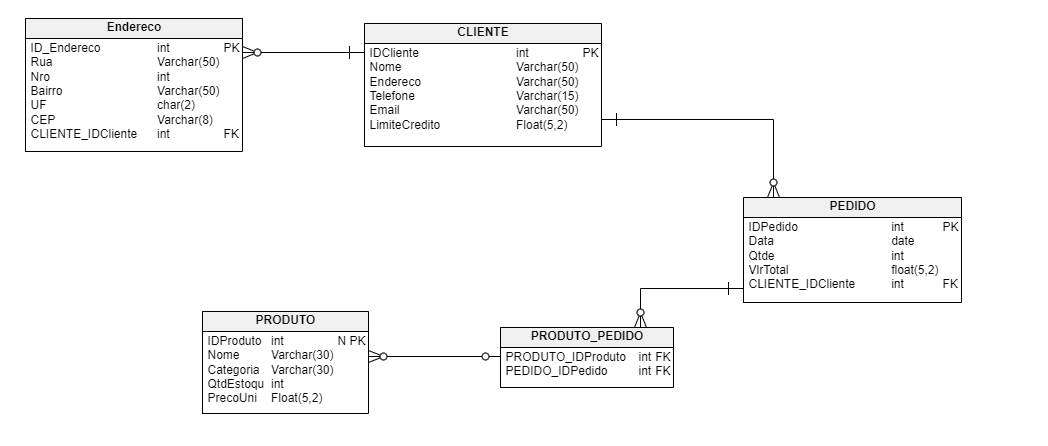 Endereco
ID_Endereco int PK
Rua Varchar(50)
Nro int
Bairro Varchar(50)
UF char(2)
CEP Varchar(8)
CLIENTE_IDCliente int FK
CLIENTE
IDCliente int PK
Nome Varchar(50)
Endereco Varchar(50)
Telefone Varchar(15)
Email Varchar(50)
LimiteCredito Float(5,2)
PEDIDO
IDPedido int PK
Data date
Qtde int
VlrTotal float(5,2)
CLIENTE_IDCliente int FK
PRODUTO
IDProduto int N PK
Nome Varchar(30)
Categoria Varchar(30)
QtdEstoqu int
PrecoUni Float(5,2)
PRODUTO_PEDIDO
PRODUTO_IDProduto int FK
PEDIDO_IDPedido int FK